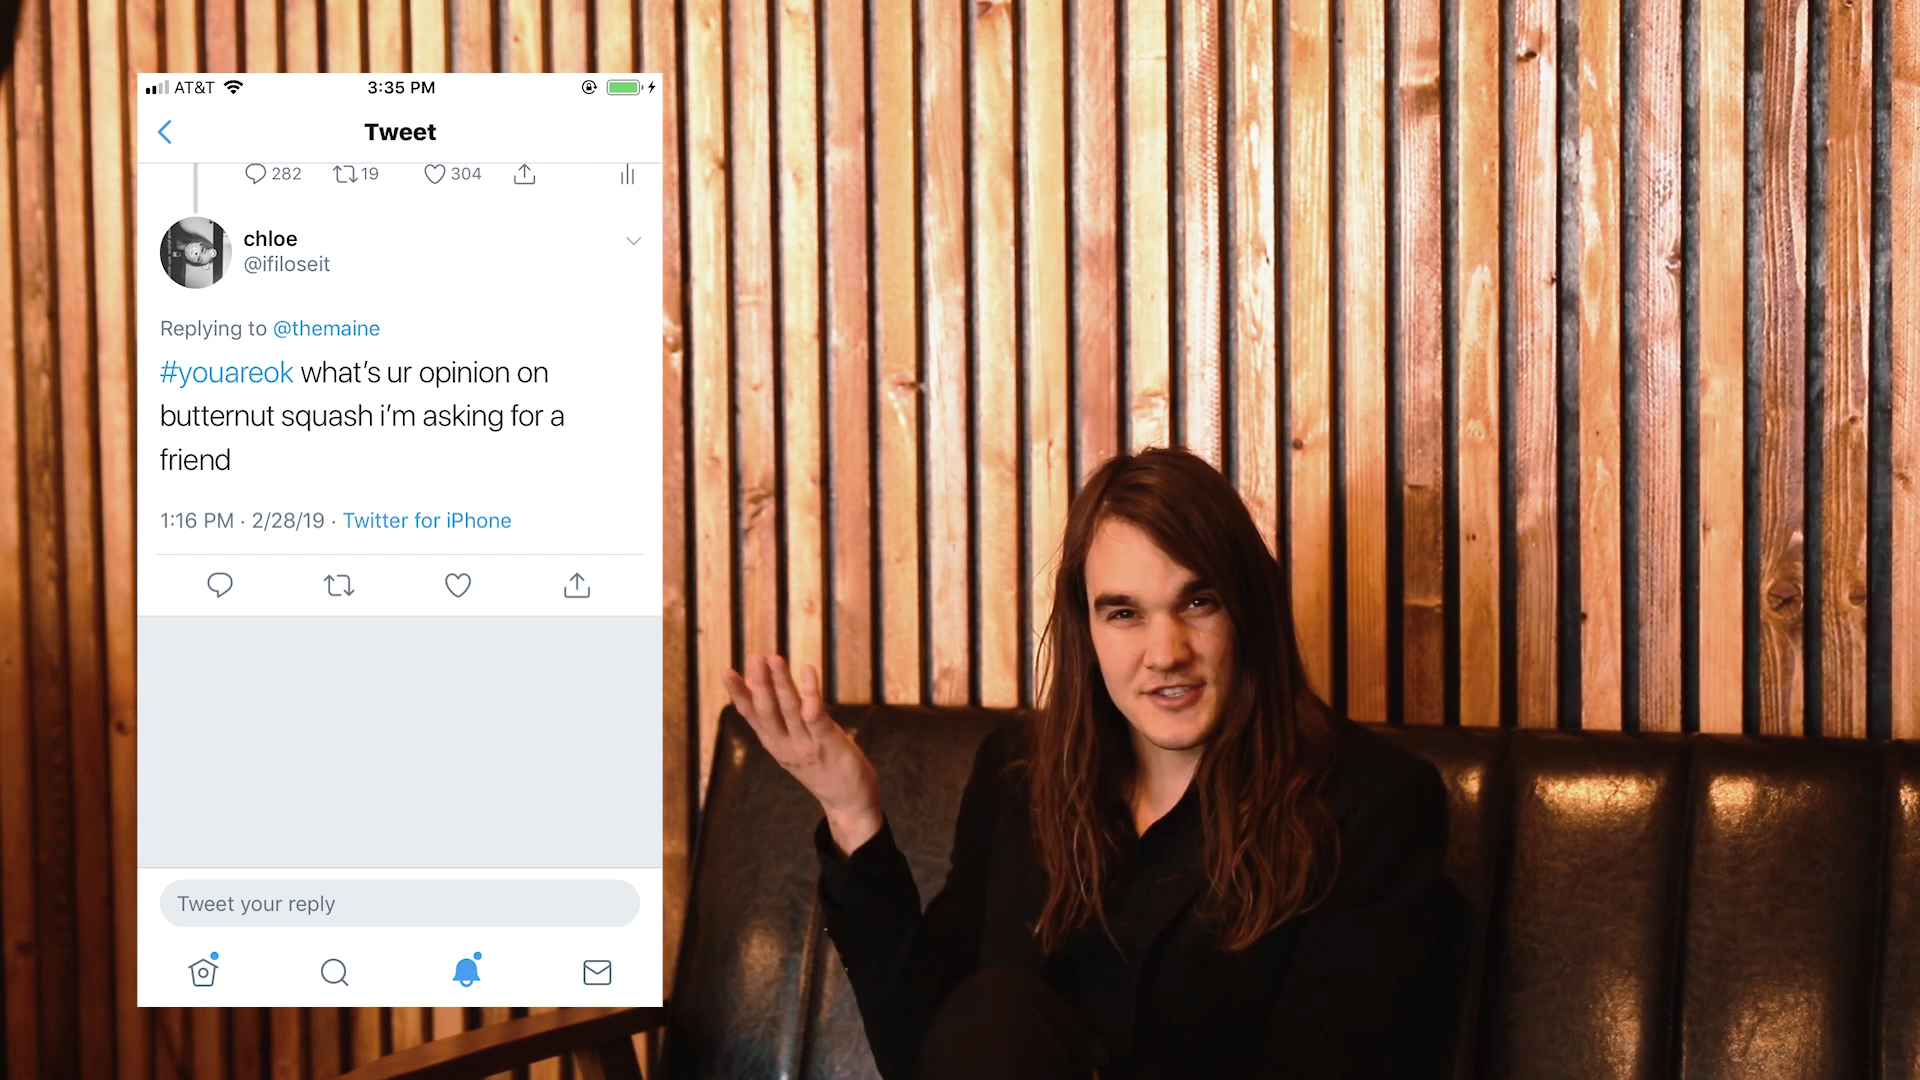 AT&T 3:35 PM
Tweet
282 19 304
chloe
@ifiloseit
Replying to @themaine
#youareok what's ur opinion on
butternut squash i'm asking for a
friend
1:16 PM · 2/28/19 · Twitter for iPhone
Tweet your reply